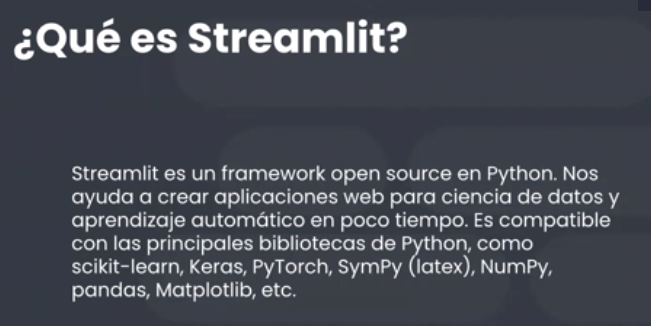 ¿Qué es Streamlit?
Streamlit es un framework open source en Python. Nos
ayuda a crear aplicaciones web para ciencia de datos y
aprendizaje automático en poco tiempo. Es compatible
con las principales bibliotecas de Python, como
scikit-learn, Keras, PyTorch, SymPy (latex), NumPy,
pandas, Matplotlib, etc.